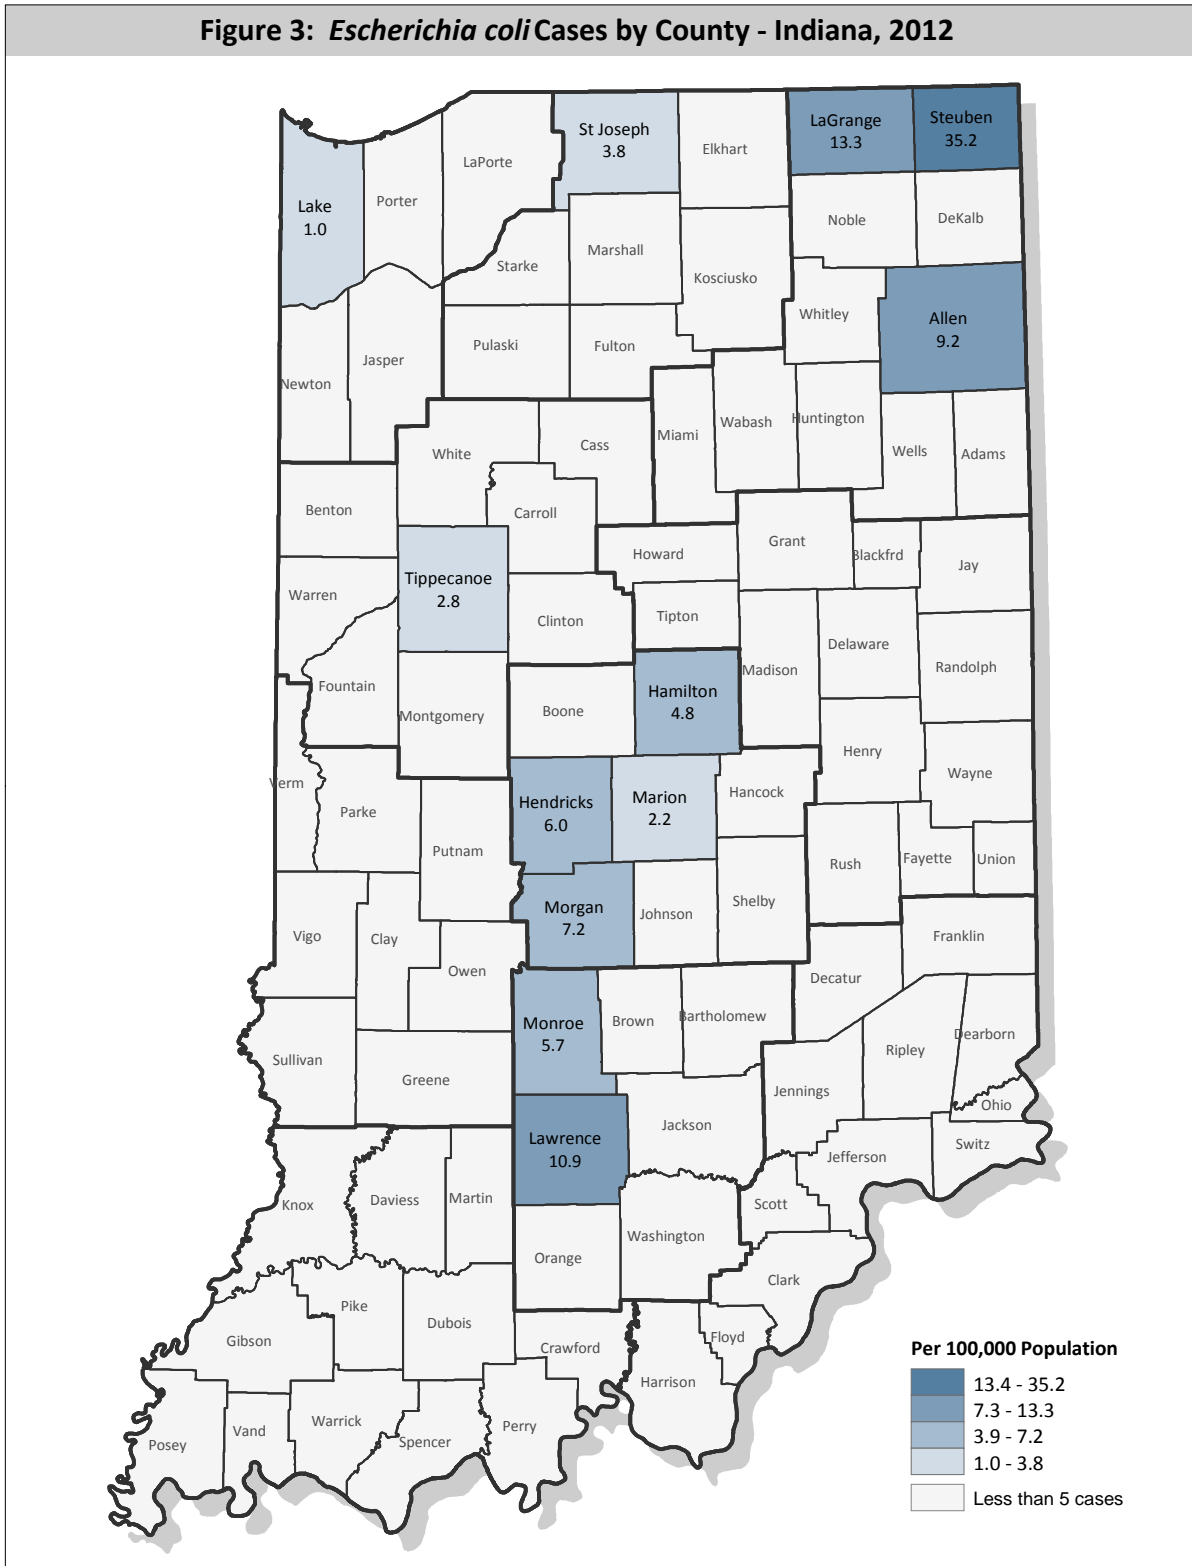 Figure 3: Escherichia coli Cases by County - Indiana, 2012
LaGrange
13.3
Steuben
35.2
St Joseph
3.8
Elkhart
LaPorte
Porter
Lake
1.0
Noble
DeKalb
Marshall
Starke
Kosciusko
Whitley
Allen
9.2
Pulaski
Fulton
Jasper
Newton
Wabash
Huntington
Miami
Cass
White
Wells
Adams
Benton
Carroll
Grant
Howard
Blackfrd
Jay
Tippecanoe
2.8
Warren
Clinton
Tipton
Delaware
Randolph
Madison
Fountain
Hamilton
4.8
Boone
Montgomery
Henry
Wayne
Verm
Hendricks
6.0
Marion
2.2
Hancock
Parke
Putnam
Rush
Fayette
Union
Shelby
Morgan
7.2
Johnson
Vigo
Clay
Franklin
Owen
Decatur
Monroe
5.7
Brown
Bartholomew
Dearborn
Ripley
Sullivan
Greene
Jennings
Ohio
Jackson
Lawrence
10.9
Switz
Jefferson
Knox
Daviess
Martin
Scott
Washington
Orange
Clark
Pike
Dubois
Gibson
Floyd
Crawford
Harrison
Warrick
Perry
Vand
Spencer
Posey
Per 100,000 Population
13.4 - 35.2
7.3 - 13.3
3.9 - 7.2
1.0 - 3.8
Less than 5 cases